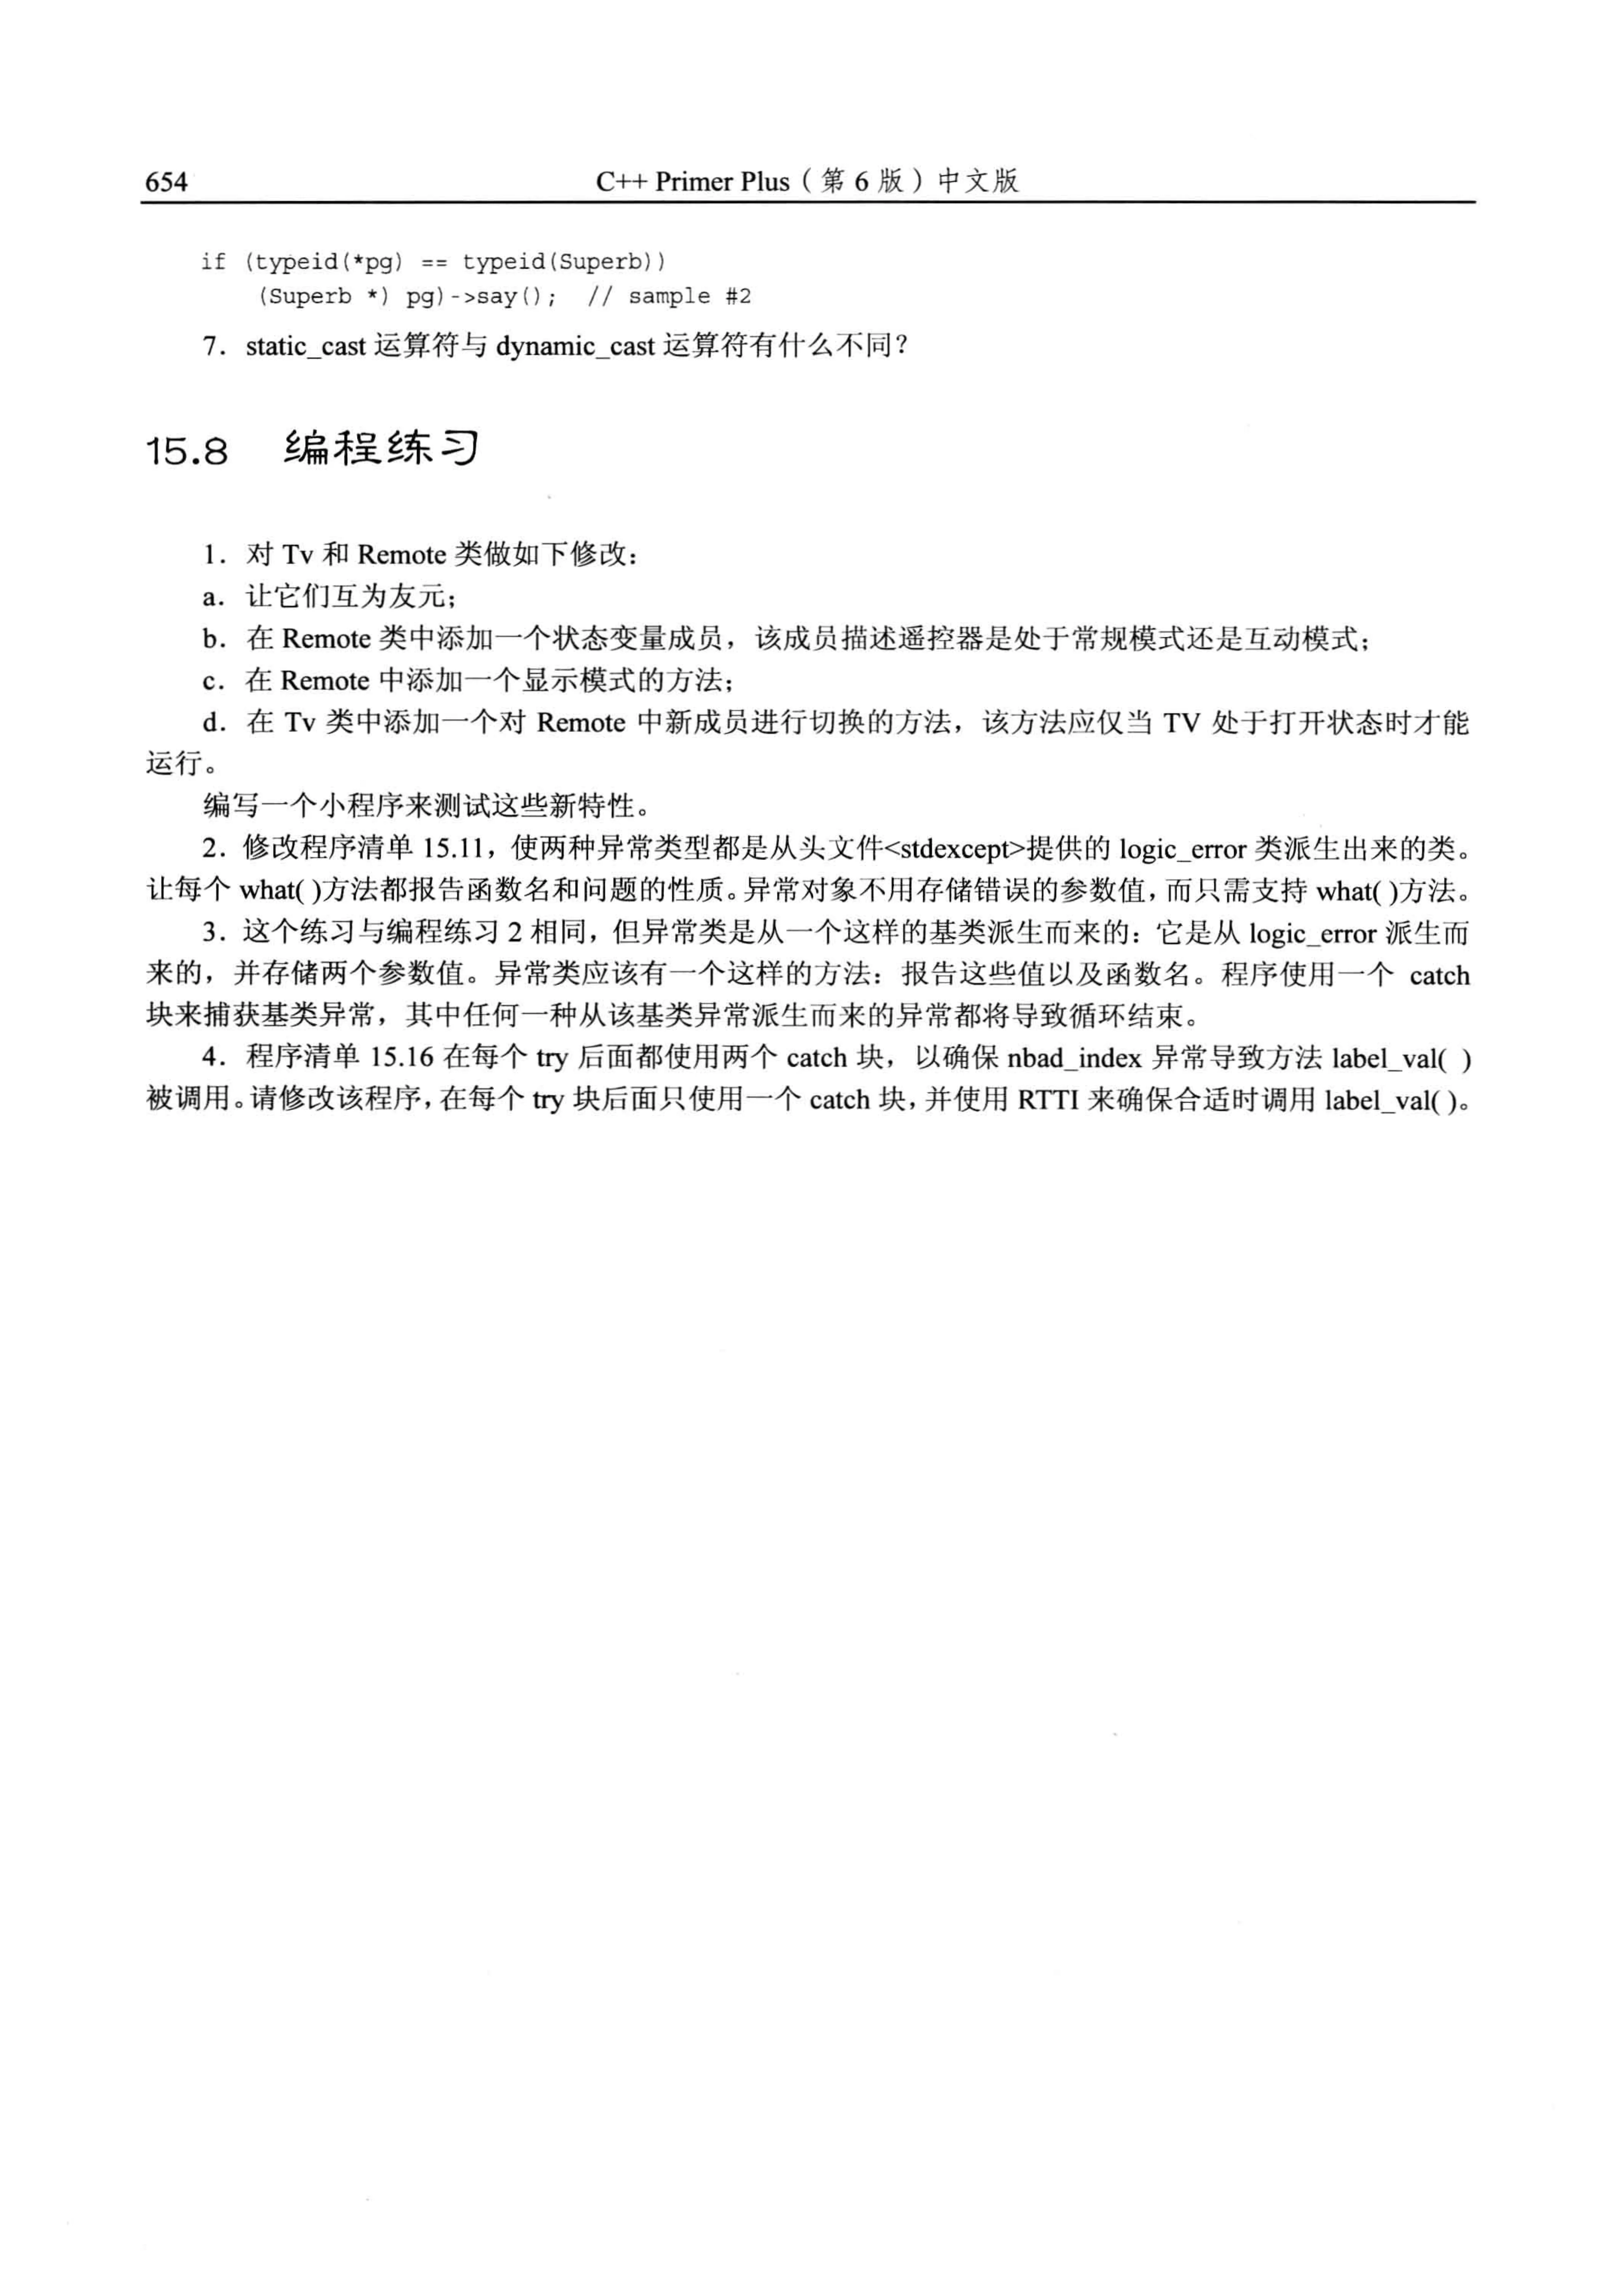 654
C++ Primer Plus（第 6 版）中文版
if (typeid(*pg) == typeid(Superb))
(Superb *) pg)->say(); // sample #2
7．static_cast 运算符与 dynamic_cast 运算符有什么不同？
15.8 编程练习
1．对 Tv 和 Remote 类做如下修改：
a．让它们互为友元；
b．在 Remote 类中添加一个状态变量成员，该成员描述遥控器是处于常规模式还是互动模式；
c．在 Remote 中添加一个显示模式的方法；
d．在 Tv 类中添加一个对 Remote 中新成员进行切换的方法，该方法应仅当 TV 处于打开状态时才能
运行。
编写一个小程序来测试这些新特性。
2．修改程序清单 15.11，使两种异常类型都是从头文件<stdexcept>提供的 logic_error 类派生出来的类。
让每个 what( )方法都报告函数名和问题的性质。异常对象不用存储错误的参数值，而只需支持 what( )方法。
3．这个练习与编程练习 2 相同，但异常类是从一个这样的基类派生而来的：它是从 logic_error 派生而
来的，并存储两个参数值。异常类应该有一个这样的方法：报告这些值以及函数名。程序使用一个 catch
块来捕获基类异常，其中任何一种从该基类异常派生而来的异常都将导致循环结束。
4．程序清单 15.16 在每个 try 后面都使用两个 catch 块，以确保 nbad_index 异常导致方法 label_val( )
被调用。请修改该程序，在每个 try 块后面只使用一个 catch 块，并使用 RTTI 来确保合适时调用 label_val( )。